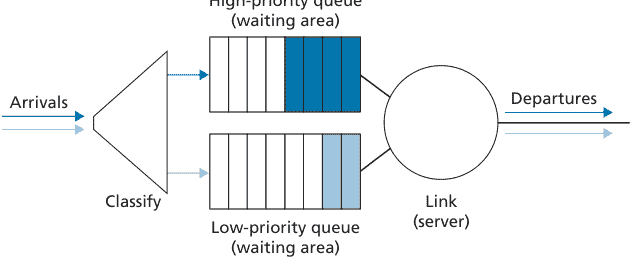 High-priority queue
(waiting area)
Arrivals
Departures
Classify
Link
(server)
Low-priority queue
(waiting area)